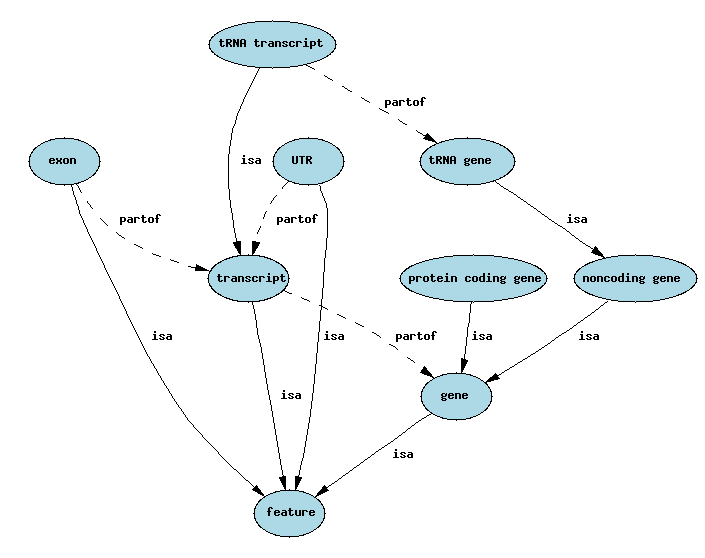 tRNA transcript
partof
exon
isa
UTR
tRNA gene
partof
partof
isa
transcript
protein coding gene
noncoding gene
isa
isa
partof
isa
isa
isa
gene
isa
feature